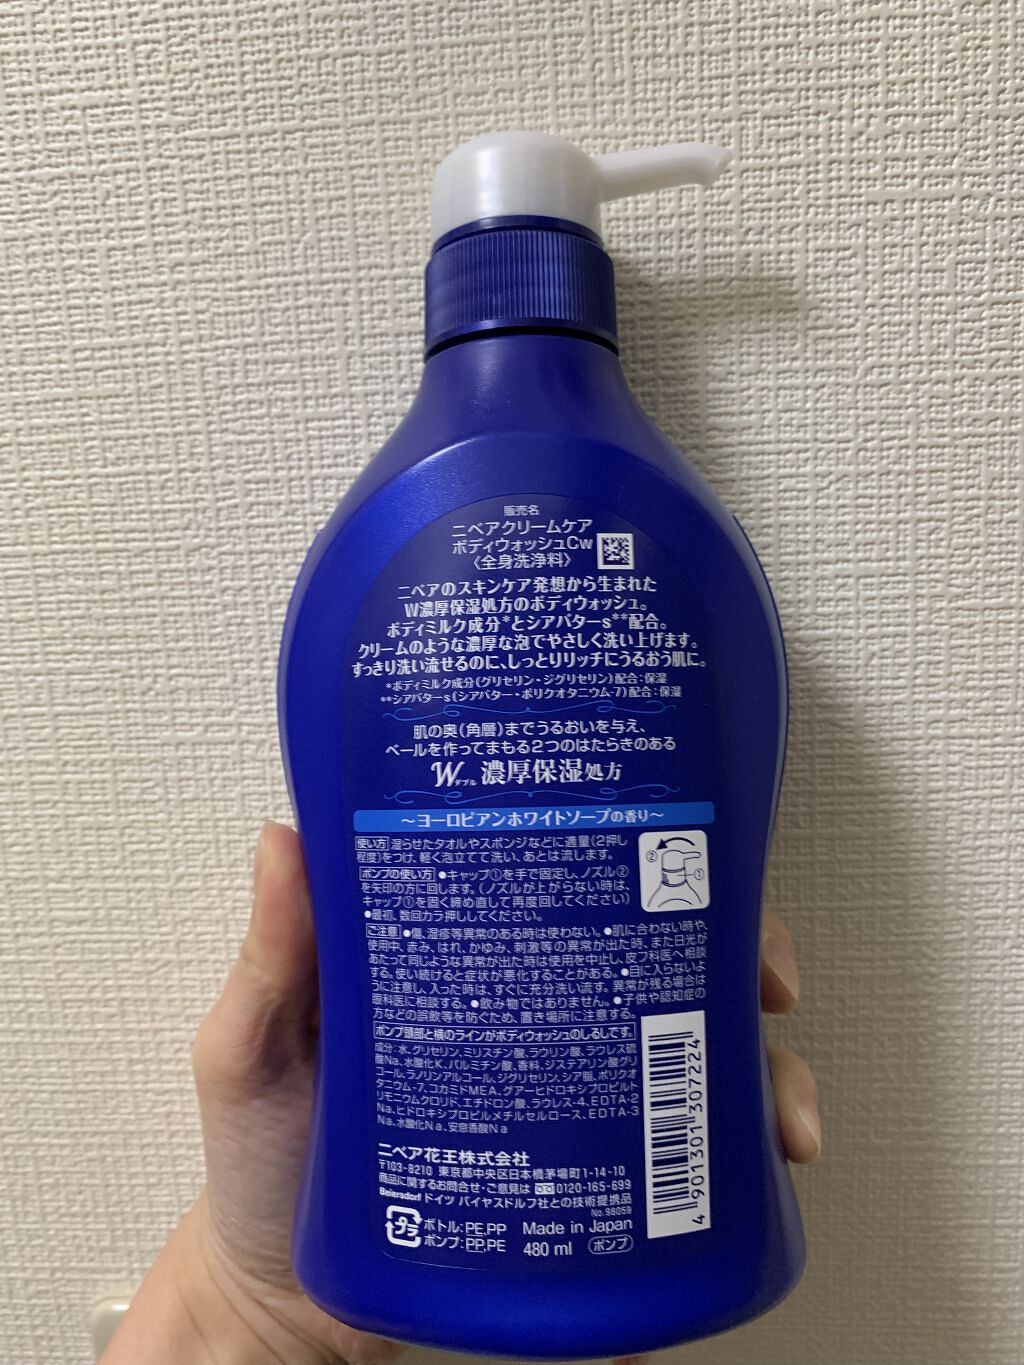 販売名
ニベアクリームケア
ボディウォッシュCw
〈全身洗浄料〉
ニベアのスキンケア発想から生まれた
W濃厚保湿処方のボディウォッシュ。
ボディミルク成分*とシアバターs**配合。
クリームのような濃厚な泡でやさしく洗い上げます。
すっきり洗い流せるのに、しっとりリッチにうるおう肌に。
*ボディミルク成分(グリセリン・ジグリセリン)配合:保湿
**シアバターs(シアバター・ポリクオタニウム-7)配合:保湿
肌の奥(角層)までうるおいを与え、
ベールを作ってまもる2つのはたらきのある
W ダブル 濃厚保湿処方
〜ヨーロピアンホワイトソープの香り〜
使い方 湿らせたタオルやスポンジなどに適量(2押し
程度)をつけ、軽く泡立てて洗い、あとは流します。
ポンプの使い方 ●キャップ①を手で固定し、ノズル②
を矢印の方に回します。(ノズルが上がらない時は、
キャップ①を固く締め直して再度回してください)
●最初、数回カラ押ししてください。
② ①
ご注意 ●傷、湿疹等異常のある時は使わない。●肌に合わない時や、
使用中、赤み、はれ、かゆみ、刺激等の異常が出た時、また日光が
あたって同じような異常が出た時は使用を中止し、皮フ科医へ相談
する。使い続けると症状が悪化することがある。●目に入らないよ
うに注意し、入った時は、すぐに充分洗い流す。異常が残る場合は
眼科医に相談する。●飲み物ではありません。●子供や認知症の
方などの誤飲等を防ぐため、置き場所に注意する。
ポンプ頭部と横のラインがボディウォッシュのしるしです。
成分:水、グリセリン、ミリスチン酸、ラウリン酸、ラウレス硫
酸Na、水酸化K、パルミチン酸、香料、ジステアリン酸グリ
コール、ラノリンアルコール、ジグリセリン、シア脂、ポリクオ
タニウム-7、コカミドMEA、グアーヒドロキシプロピルト
リモニウムクロリド、エチドロン酸、ラウレス-4、EDTA-2
Na、ヒドロキシプロピルメチルセルロース、EDTA-3
Na、水酸化Na、安息香酸Na
ニベア花王株式会社
〒103-8210 東京都中央区日本橋茅場町1-14-10
商品に関するお問合せ・ご意見は 0120-165-699
Beiersdorf ドイツ バイヤスドルフ社との技術提携品
No.98059
プラ ボトル:PE,PP
ポンプ:PP,PE
Made in Japan
480 ml ポンプ
4 901301 307224